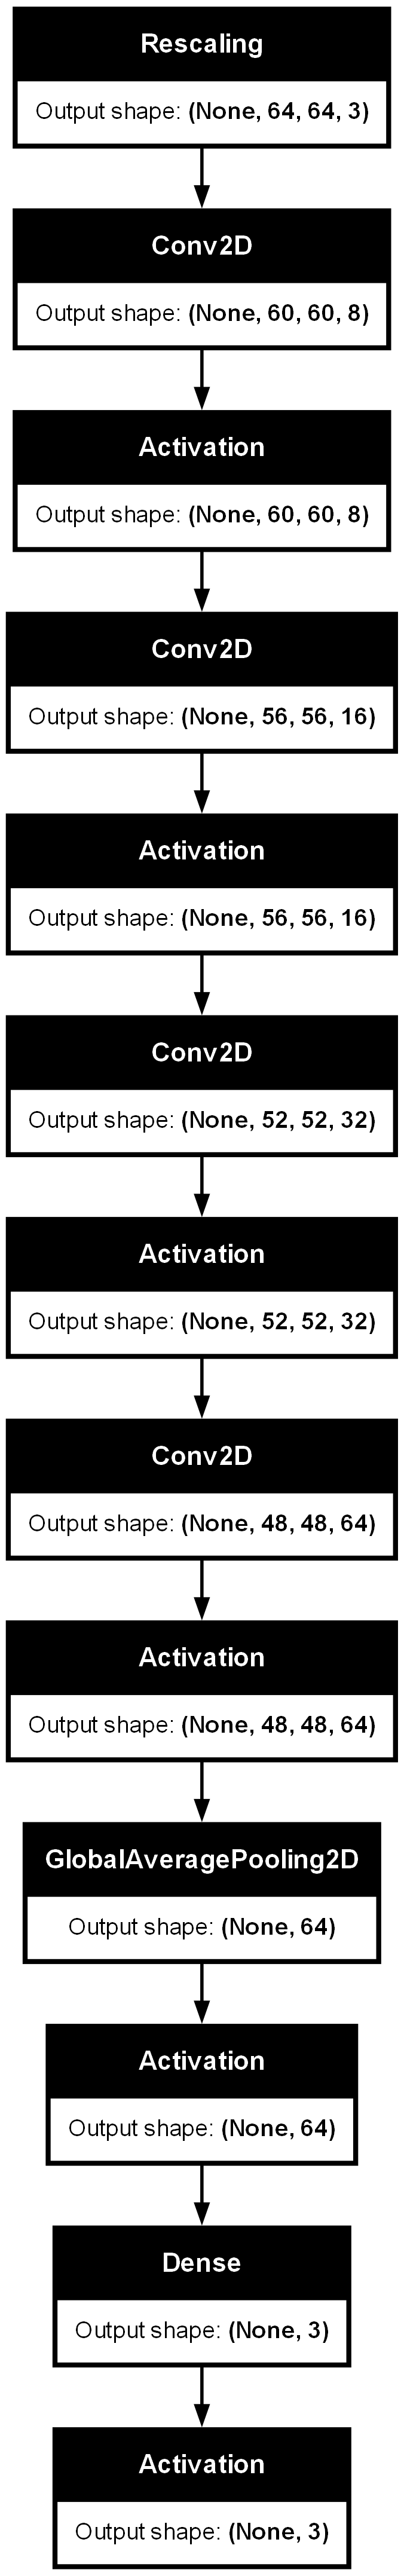 Rescaling
Output shape: (None, 64, 64, 3)
Conv2D
Output shape: (None, 60, 60, 8)
Activation
Output shape: (None, 60, 60, 8)
Conv2D
Output shape: (None, 56, 56, 16)
Activation
Output shape: (None, 56, 56, 16)
Conv2D
Output shape: (None, 52, 52, 32)
Activation
Output shape: (None, 52, 52, 32)
Conv2D
Output shape: (None, 48, 48, 64)
Activation
Output shape: (None, 48, 48, 64)
GlobalAveragePooling2D
Output shape: (None, 64)
Activation
Output shape: (None, 64)
Dense
Output shape: (None, 3)
Activation
Output shape: (None, 3)